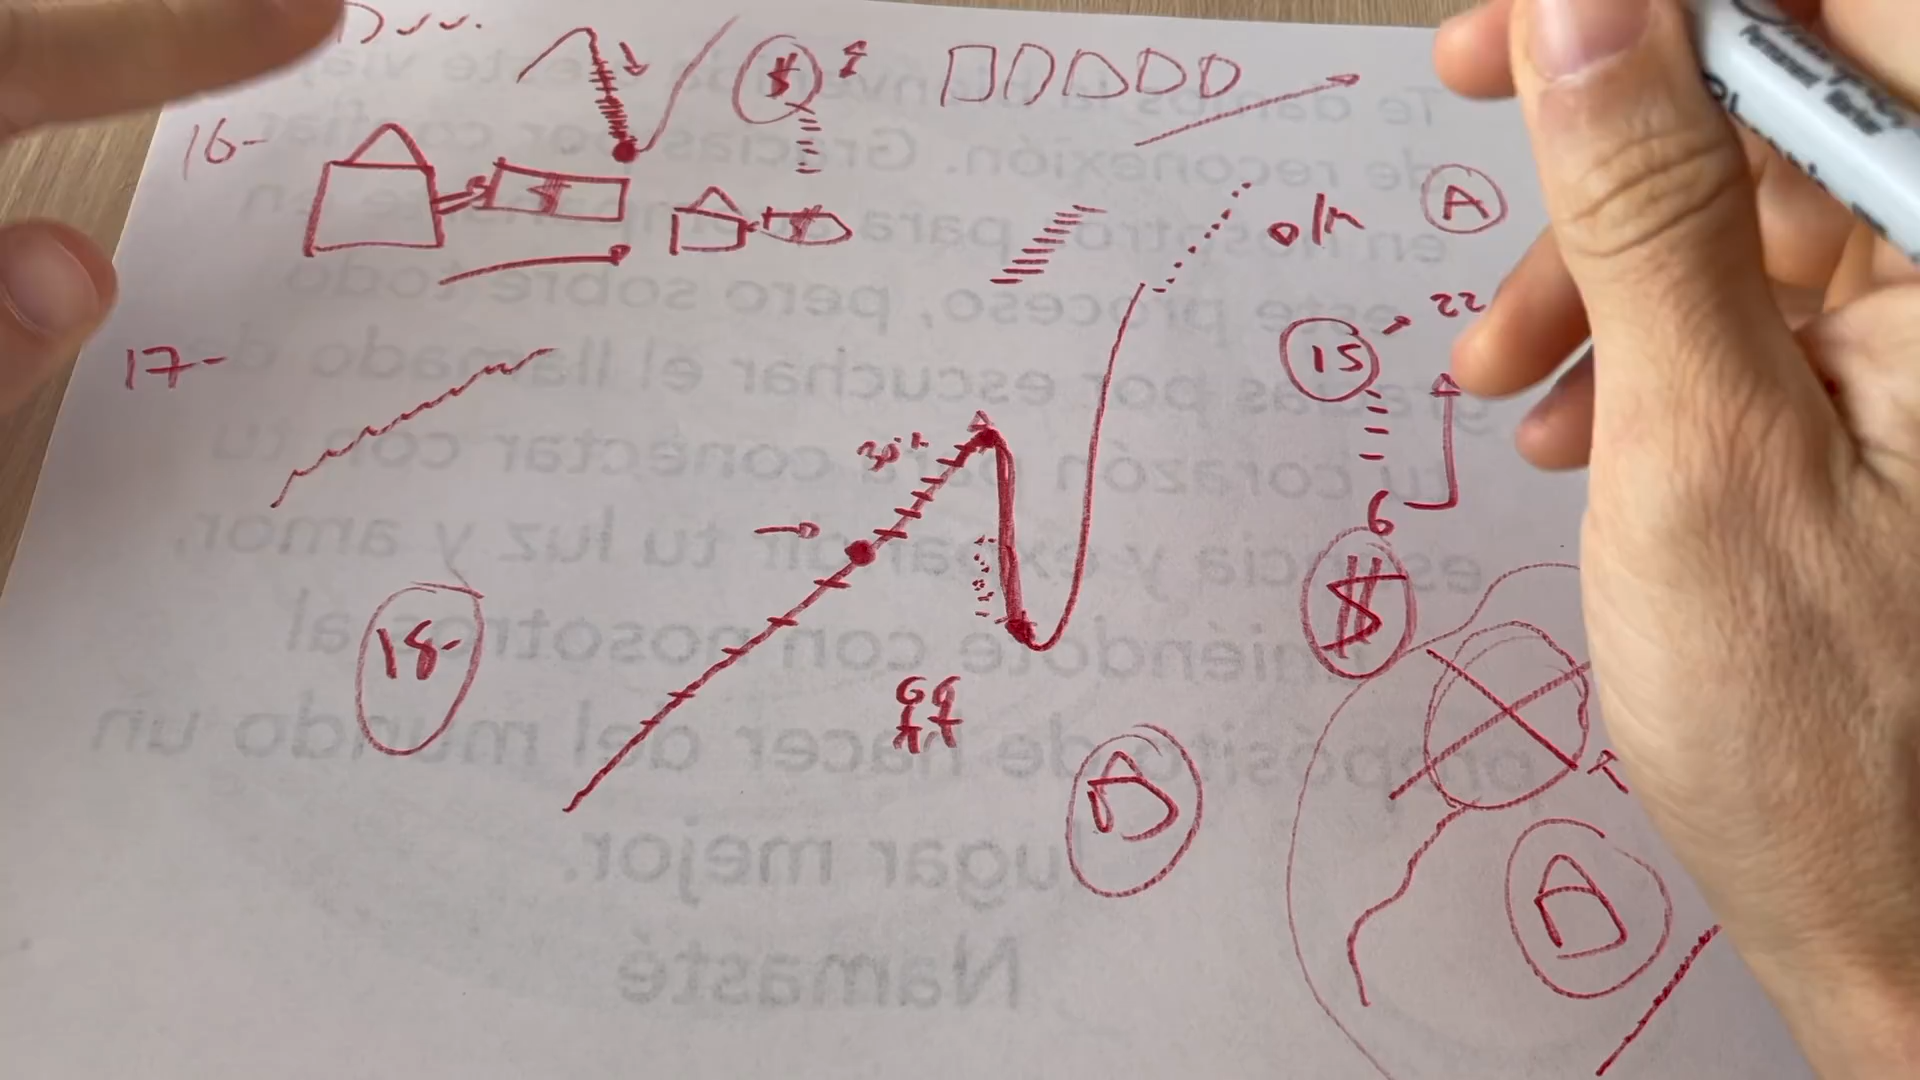 16-
$
$
$
A
O/A
22
15
17-
30
6
$
18-
Te damos la bienvenida a este viaje
de reconexión. Gracias por confiar
en nosotros para acompañarte en
este proceso, pero sobre todo
gracias por escuchar el llamado de
tu corazón para conectar con tu
esencia y expandir tu luz y amor,
uniéndote con nosotros al
propósito de hacer del mundo un
lugar mejor.
Namasté
Permanent Marker